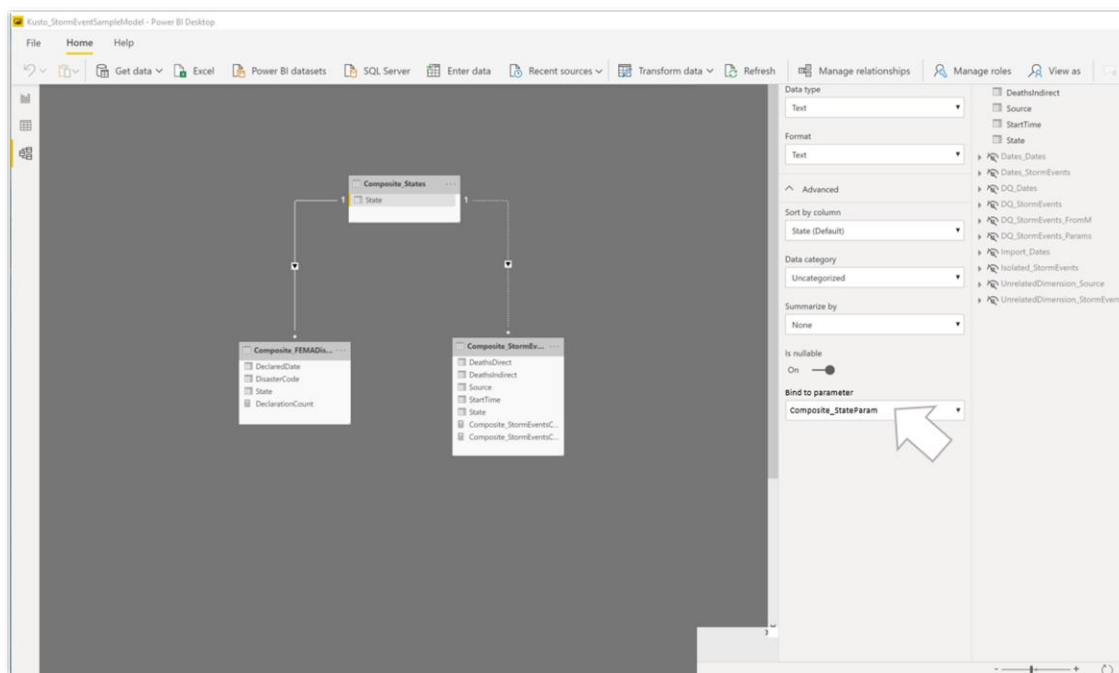 Kusto_StormEventSampleModel - Power BI Desktop
File Home Help
Get data Excel Power BI datasets SQL Server Enter data Recent sources Transform data Refresh Manage relationships Manage roles View as
Data type
Text
Format
Text
Advanced
Sort by column
State (Default)
Data category
Uncategorized
Summarize by
None
Is nullable
On
Bind to parameter
Composite_StateParam
DeathsIndirect
Source
StartTime
State
Dates_Dates
Dates_StormEvents
DQ_Dates
DQ_StormEvents
DQ_StormEvents_FromM
DQ_StormEvents_Params
Import_Dates
Isolated_StormEvents
UnrelatedDimension_Source
UnrelatedDimension_StormEven
Composite_States ...
State
1 1
Composite_FEMADis... ...
DeclaredDate
DisasterCode
State
DeclarationCount
Composite_StormEv... ...
DeathsDirect
DeathsIndirect
Source
StartTime
State
Composite_StormEventsC...
Composite_StormEventsC...